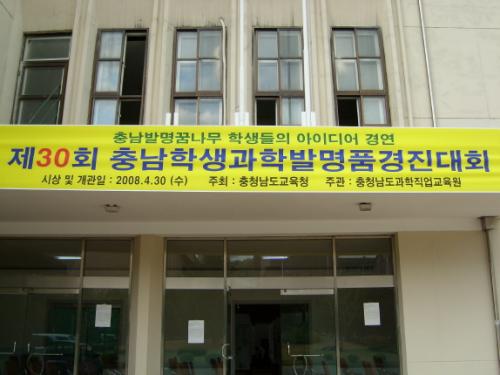 충남발명꿈나무 학생들의 아이디어 경연
제30회 충남학생과학발명품경진대회
시상 및 개관일 : 2008.4.30 (수) 주최 : 충청남도교육청 주관 : 충청남도과학직업교육원